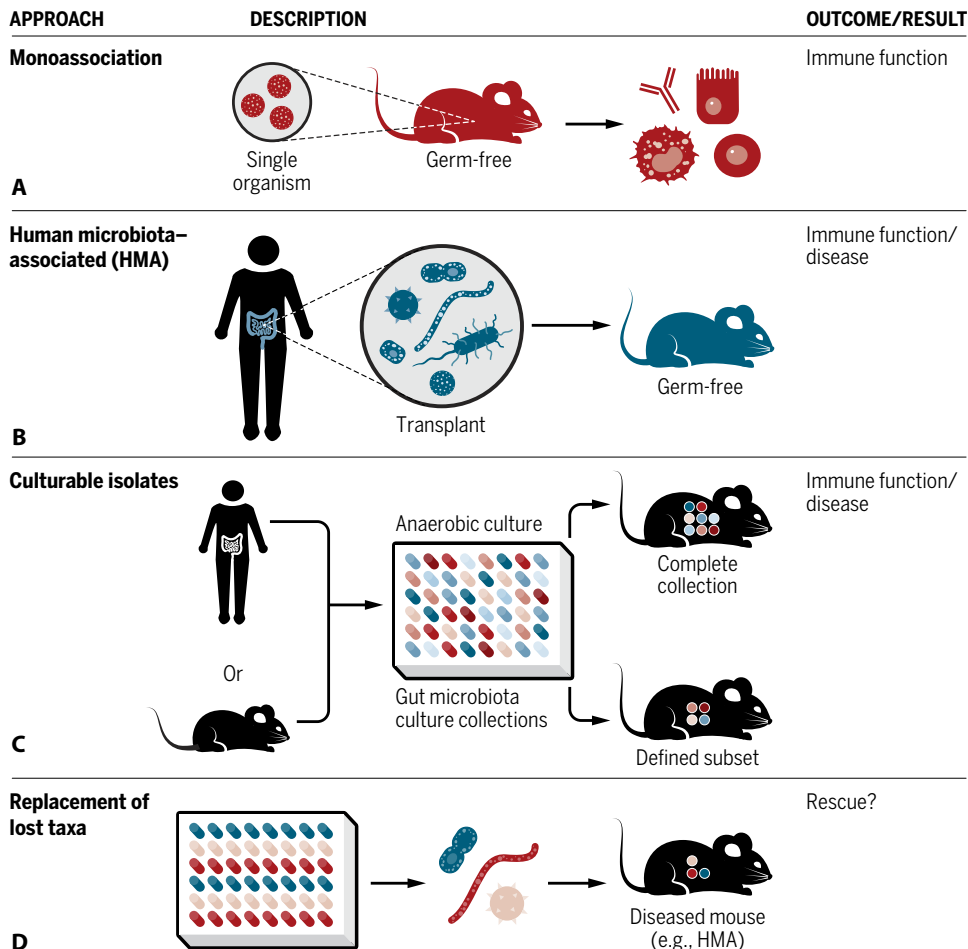 APPROACH DESCRIPTION OUTCOME/RESULT
Monoassociation
Immune function
Single
organism
Germ-free
A
Human microbiota–
associated (HMA)
Immune function/
disease
Transplant
Germ-free
B
Culturable isolates
Immune function/
disease
Or
Anaerobic culture
Gut microbiota
culture collections
Complete
collection
Defined subset
C
Replacement of
lost taxa
Rescue?
Diseased mouse
(e.g., HMA)
D